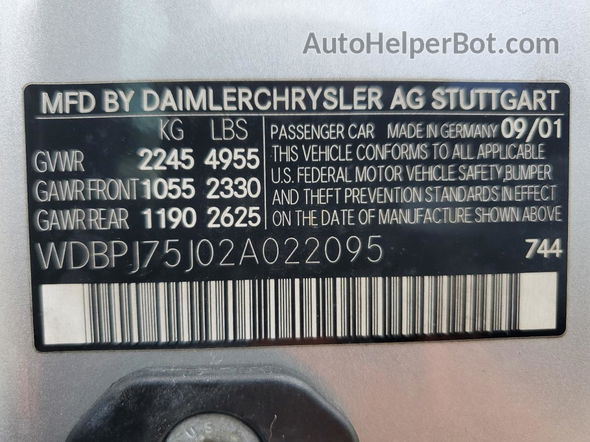 AutoHelperBot.com
MFD BY DAIMLERCHRYSLER AG STUTTGART
KG LBS
GVWR 2245 4955
GAWR FRONT 1055 2330
GAWR REAR 1190 2625
PASSENGER CAR MADE IN GERMANY 09/01
THIS VEHICLE CONFORMS TO ALL APPLICABLE
U.S. FEDERAL MOTOR VEHICLE SAFETY, BUMPER
AND THEFT PREVENTION STANDARDS IN EFFECT
ON THE DATE OF MANUFACTURE SHOWN ABOVE.
WDBPJ75J02A022095 744